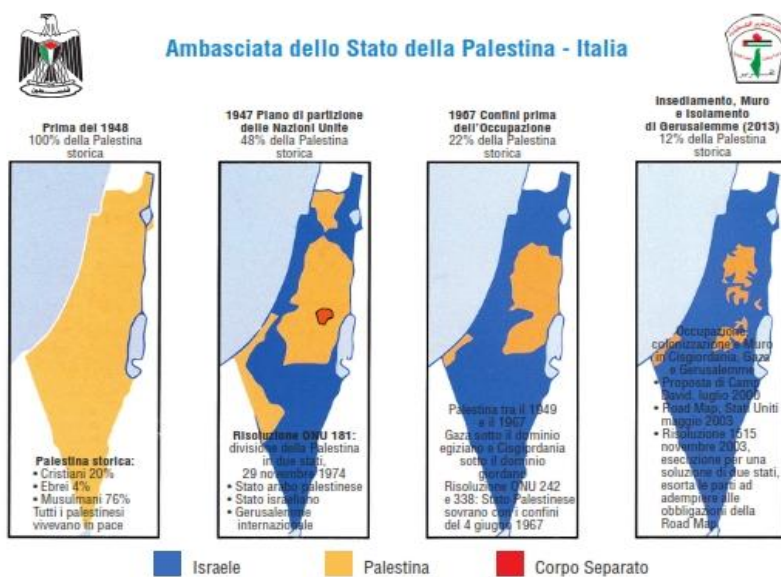 Ambasciata dello Stato della Palestina - Italia
Prima del 1948
100% della Palestina
storica
Palestina storica:
• Cristiani 20%
• Ebrei 4%
• Musulmani 76%
Tutti i palestinesi
vivevano in pace
1947 Piano di partizione
delle Nazioni Unite
48% della Palestina
storica
Risoluzione ONU 181:
divisione della Palestina
in due stati,
29 novembre 1974
• Stato arabo palestinese
• Stato israeliano
• Gerusalemme
internazionale
1967 Confini prima
dell'Occupazione
22% della Palestina
storica
Palestina tra il 1949
e il 1967
Gaza sotto il dominio
egiziano e Cisgiordania
sotto il dominio
giordano
Risoluzione ONU 242
e 338: Stato Palestinese
sovrano con i confini
del 4 giugno 1967
Insediamento, Muro
e Isolamento
di Gerusalemme (2013)
12% della Palestina
storica
Occupazione,
colonizzazione e Muro
in Cisgiordania, Gaza
e Gerusalemme
• Proposta di Camp
David, luglio 2000
• Road Map, Stati Uniti
maggio 2003
• Risoluzione 1515
novembre 2003,
esecuzione per una
soluzione di due stati,
esorta le parti ad
adempiere alle
obbligazioni della
Road Map
Israele
Palestina
Corpo Separato